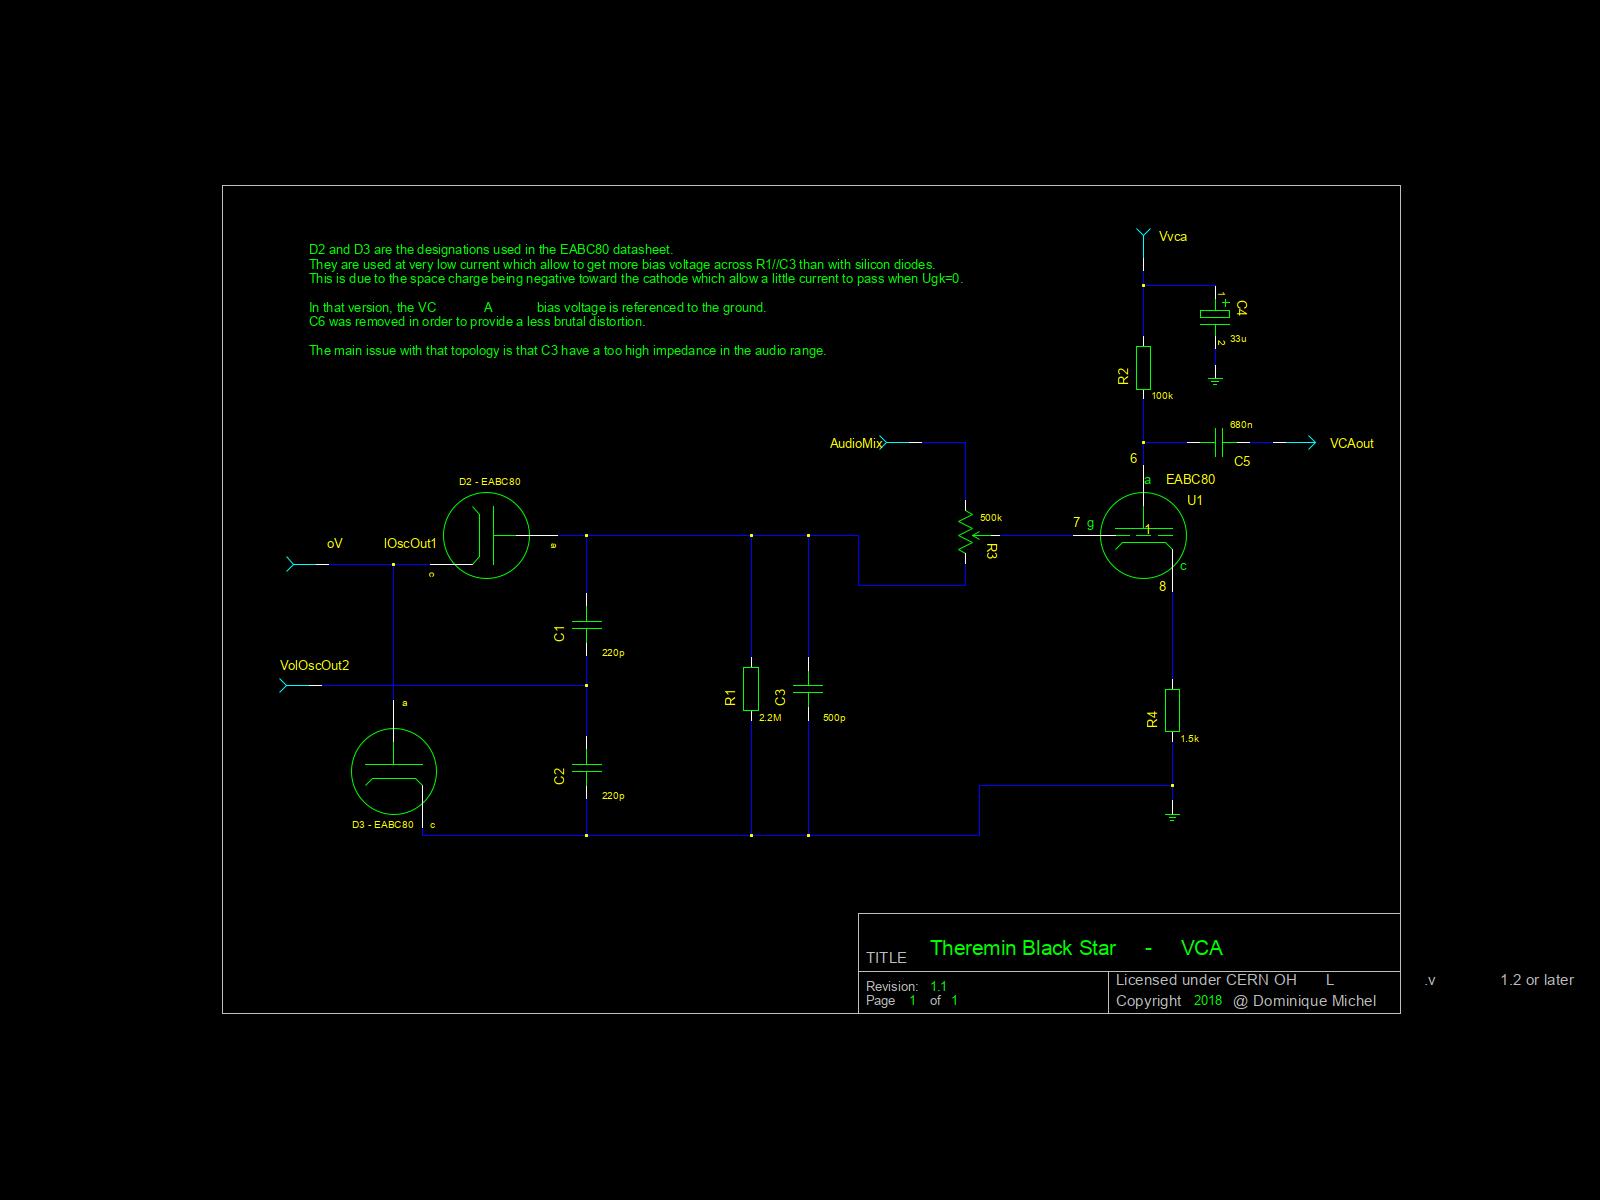 D2 and D3 are the designations used in the EABC80 datasheet.
They are used at very low current which allow to get more bias voltage across R1//C3 than with silicon diodes.
This is due to the space charge being negative toward the cathode which allow a little current to pass when Ugk=0.
In that version, the VC A bias voltage is referenced to the ground.
C6 was removed in order to provide a less brutal distortion.
The main issue with that topology is that C3 have a too high impedance in the audio range.
Vvca
1
+
C4
2
33u
R2
100k
AudioMix
680n
VCAout
C5
6
a
EABC80
U1
D2 - EABC80
500k
7
g
1
R3
oV
lOscOut1
a
c
c
8
C1
220p
VolOscOut2
a
R1
2.2M
C3
500p
R4
1.5k
C2
220p
D3 - EABC80
c
TITLE
Theremin Black Star - VCA
Revision: 1.1
Page 1 of 1
Licensed under CERN OH L .v 1.2 or later
Copyright 2018 @ Dominique Michel